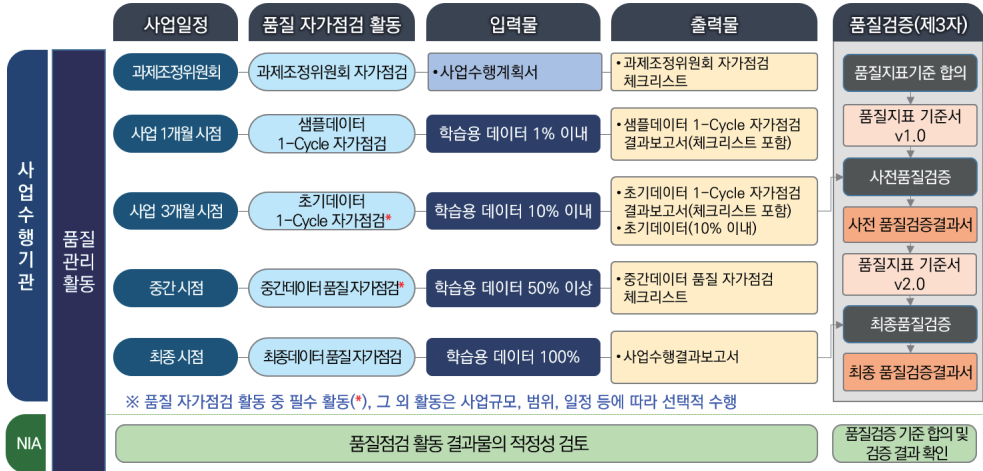 사업일정
품질 자가점검 활동
입력물
출력물
품질검증(제3자)
사업수행기관
품질
관리
활동
과제조정위원회
과제조정위원회 자가점검
•사업수행계획서
•과제조정위원회 자가점검
체크리스트
사업 1개월 시점
샘플데이터
1-Cycle 자가점검
학습용 데이터 1% 이내
•샘플데이터 1-Cycle 자가점검
결과보고서(체크리스트 포함)
사업 3개월 시점
초기데이터
1-Cycle 자가점검*
학습용 데이터 10% 이내
•초기데이터 1-Cycle 자가점검
결과보고서(체크리스트 포함)
•초기데이터(10% 이내)
중간 시점
중간데이터 품질 자가점검*
학습용 데이터 50% 이상
•중간데이터 품질 자가점검
체크리스트
최종 시점
최종데이터 품질 자가점검
학습용 데이터 100%
•사업수행결과보고서
품질지표기준 합의
품질지표 기준서
v1.0
사전품질검증
사전 품질검증결과서
품질지표 기준서
v2.0
최종품질검증
최종 품질검증결과서
※ 품질 자가점검 활동 중 필수 활동(*), 그 외 활동은 사업규모, 범위, 일정 등에 따라 선택적 수행
NIA
품질점검 활동 결과물의 적정성 검토
품질검증 기준 합의 및
검증 결과 확인